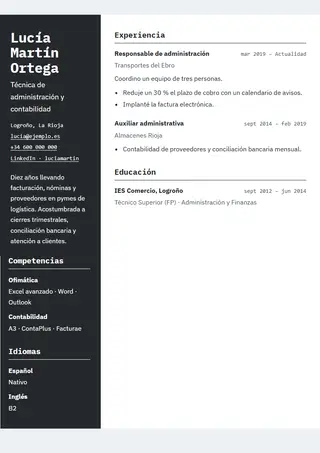 Lucía
Martín
Ortega
Técnica de
administración y
contabilidad
Logroño, La Rioja
lucia@ejemplo.es
+34 600 000 000
LinkedIn · luciamartin
Diez años llevando
facturación, nóminas y
proveedores en pymes de
logística. Acostumbrada a
cierres trimestrales,
conciliación bancaria y
atención a clientes.
Competencias
Ofimática
Excel avanzado · Word ·
Outlook
Contabilidad
A3 · ContaPlus · Facturae
Idiomas
Español
Nativo
Inglés
B2
Experiencia
Responsable de administración mar 2019 – Actualidad
Transportes del Ebro
Coordino un equipo de tres personas.
• Reduje un 30 % el plazo de cobro con un calendario de avisos.
• Implanté la factura electrónica.
Auxiliar administrativa sept 2014 – feb 2019
Almacenes Rioja
• Contabilidad de proveedores y conciliación bancaria mensual.
Educación
IES Comercio, Logroño sept 2012 – jun 2014
Técnico Superior (FP) · Administración y Finanzas